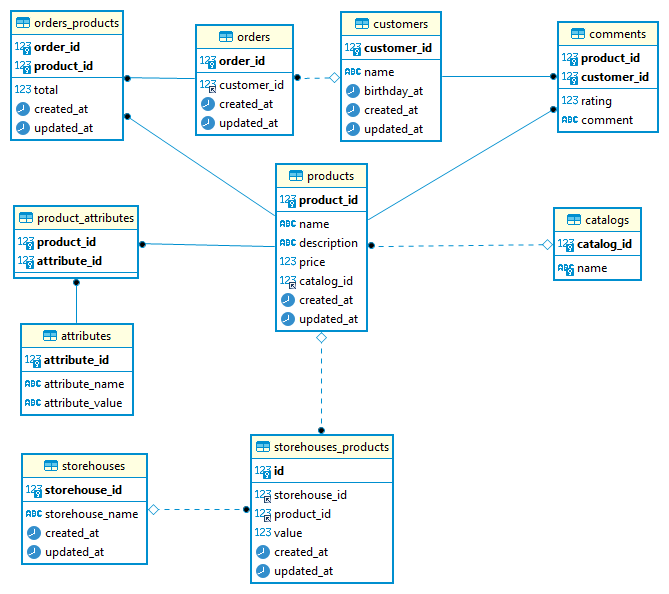 orders_products
123 order_id
123 product_id
123 total
created_at
updated_at
orders
123 order_id
123 customer_id
created_at
updated_at
customers
123 customer_id
ABC name
birthday_at
created_at
updated_at
comments
123 product_id
123 customer_id
123 rating
ABC comment
products
123 product_id
ABC name
ABC description
123 price
123 catalog_id
created_at
updated_at
product_attributes
123 product_id
123 attribute_id
catalogs
123 catalog_id
ABC name
attributes
123 attribute_id
ABC attribute_name
ABC attribute_value
storehouses
123 storehouse_id
ABC storehouse_name
created_at
updated_at
storehouses_products
123 id
123 storehouse_id
123 product_id
123 value
created_at
updated_at